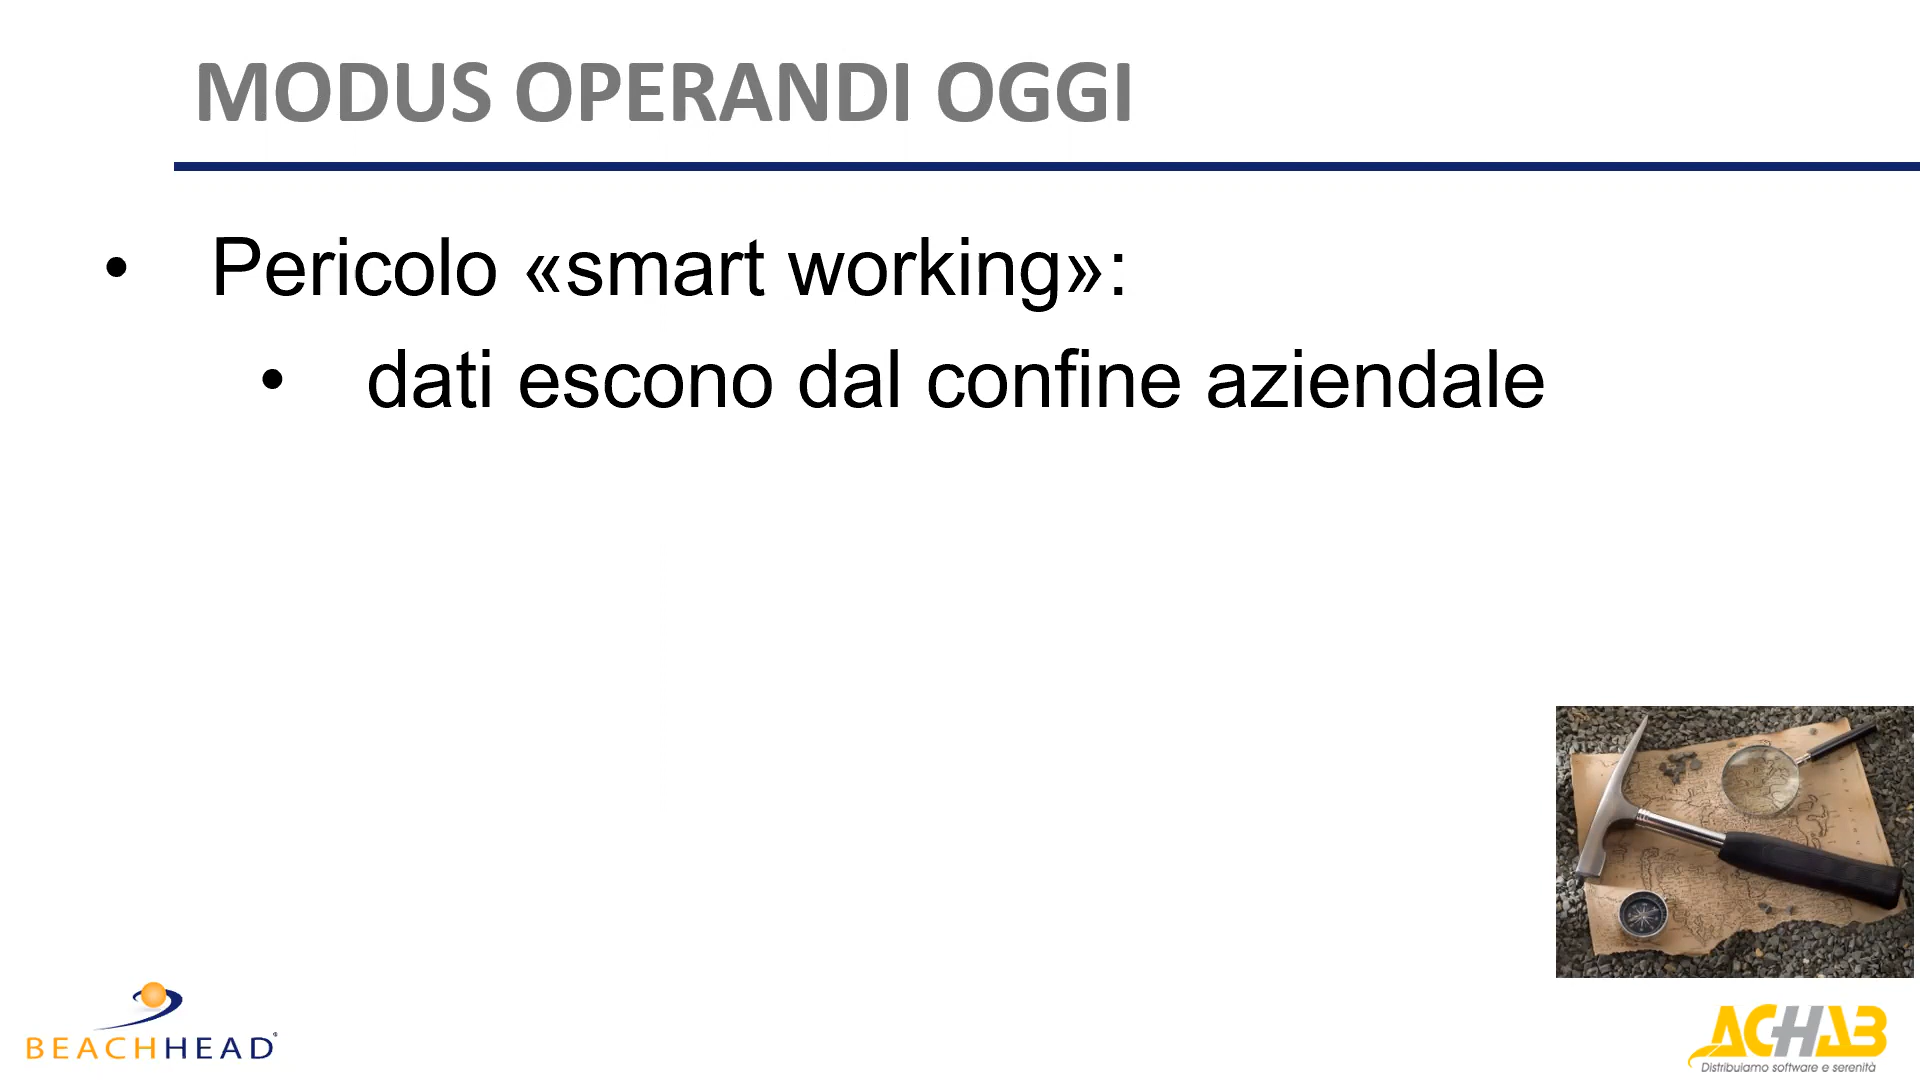 MODUS OPERANDI OGGI
• Pericolo «smart working»:
• dati escono dal confine aziendale
BEACHHEAD®
ACHAB
Distribuiamo software e serenità